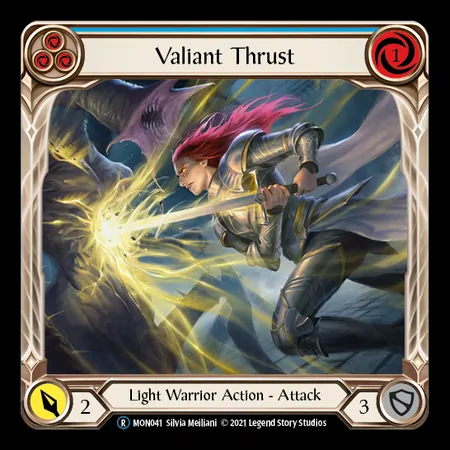 Valiant Thrust
1
Light Warrior Action - Attack
2
3
R MON041 Silvia Meiliani © 2021 Legend Story Studios